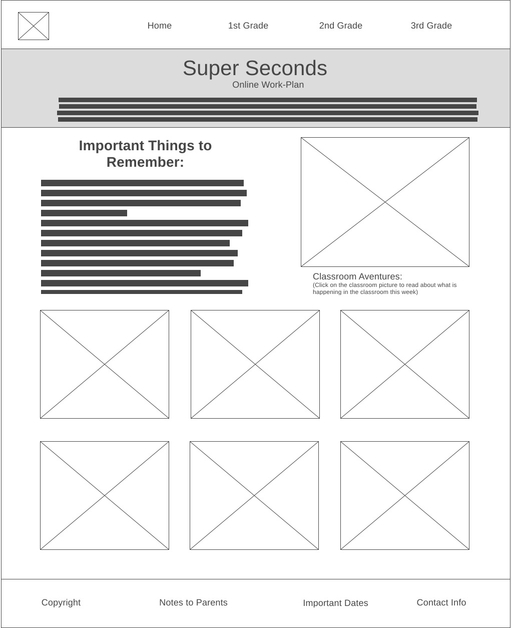 Home 1st Grade 2nd Grade 3rd Grade
Super Seconds
Online Work-Plan
Important Things to
Remember:
Classroom Aventures:
(Click on the classroom picture to read about what is
happening in the classroom this week)
Copyright Notes to Parents Important Dates Contact Info